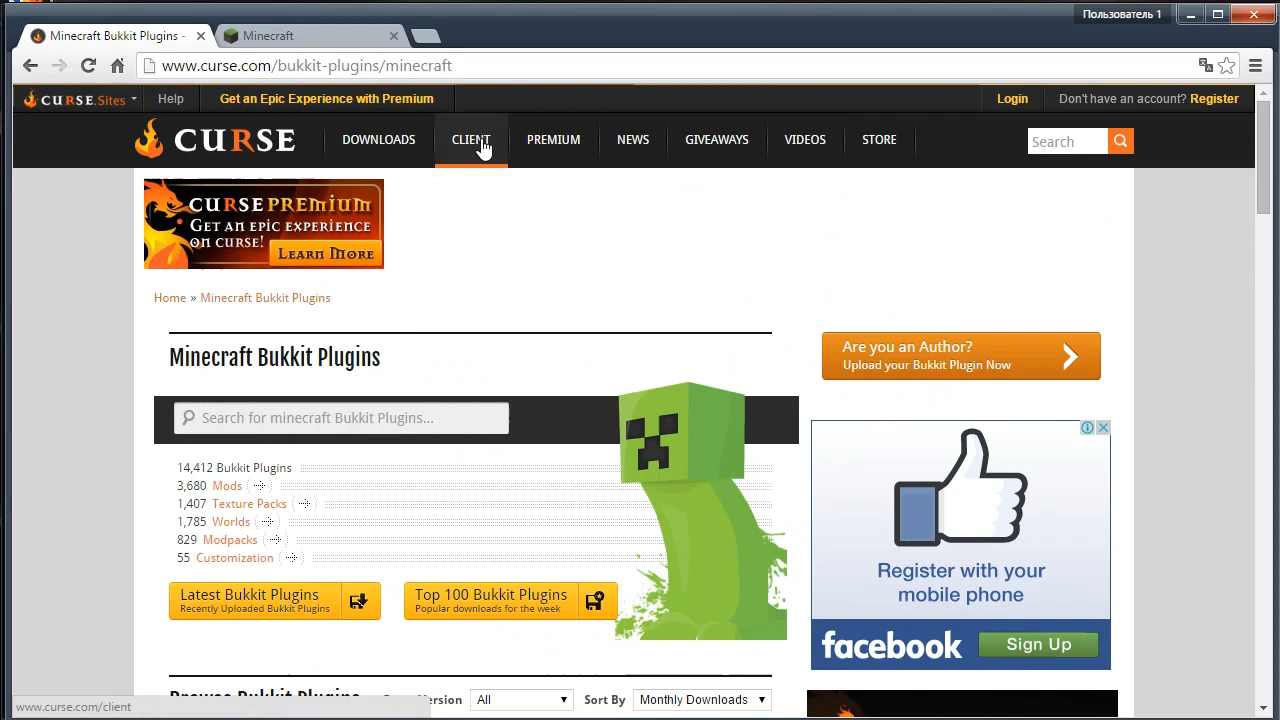 Пользователь 1
Minecraft Bukkit Plugins -
Minecraft
www.curse.com/bukkit-plugins/minecraft
CURSE.Sites
Help
Get an Epic Experience with Premium
Login
Don't have an account? Register
CURSE
DOWNLOADS
CLIENT
PREMIUM
NEWS
GIVEAWAYS
VIDEOS
STORE
Search
CURSE PREMIUM
GET AN EPIC EXPERIENCE
ON CURSE!
LEARN MORE
Home » Minecraft Bukkit Plugins
Minecraft Bukkit Plugins
Are you an Author?
Upload your Bukkit Plugin Now
Search for minecraft Bukkit Plugins...
14,412 Bukkit Plugins
3,680 Mods
1,407 Texture Packs
1,785 Worlds
829 Modpacks
55 Customization
Latest Bukkit Plugins
Recently Uploaded Bukkit Plugins
Top 100 Bukkit Plugins
Popular downloads for the week
Register with your
mobile phone
facebook
Sign Up
Browse Bukkit Plugins
Version
All
Sort By
Monthly Downloads
www.curse.com/client